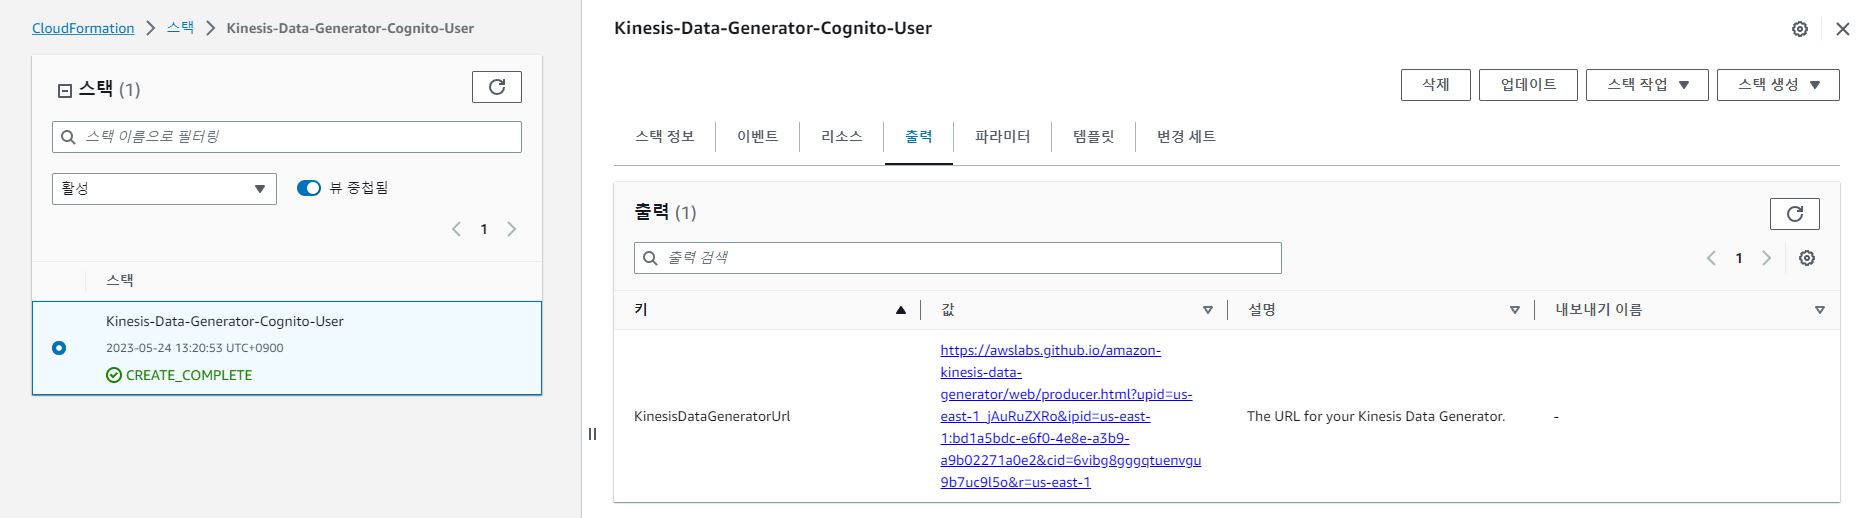 CloudFormation > 스택 > Kinesis-Data-Generator-Cognito-User
스택 (1)
스택 이름으로 필터링
활성
뷰 중첩됨
1
스택
Kinesis-Data-Generator-Cognito-User
2023-05-24 13:20:53 UTC+0900
CREATE_COMPLETE
Kinesis-Data-Generator-Cognito-User
삭제 업데이트 스택 작업 스택 생성
스택 정보 이벤트 리소스 출력 파라미터 템플릿 변경 세트
출력 (1)
출력 검색
1
키 값 설명 내보내기 이름
KinesisDataGeneratorUrl
https://awslabs.github.io/amazon-
kinesis-data-
generator/web/producer.html?upid=us-
east-1_jAuRuZXRo&ipid=us-east-
1:bd1a5bdc-e6f0-4e8e-a3b9-
a9b02271a0e2&cid=6vibg8gggqtuenvgu
9b7uc9l5o&r=us-east-1
The URL for your Kinesis Data Generator.
-